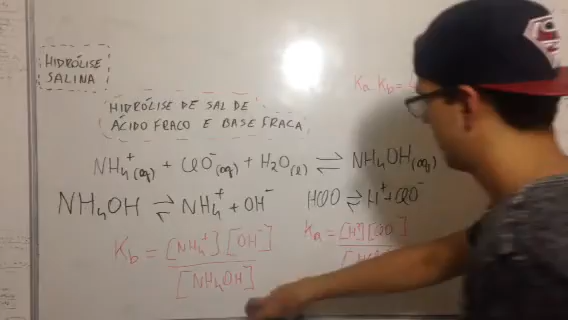 HIDRÓLISE
SALINA
Ka . Kb =
HIDRÓLISE DE SAL DE
ÁCIDO FRACO E BASE FRACA
NH₄⁺(aq) + ClO⁻(aq) + H₂O(l) ⇌ NH₄OH(aq)
NH₄OH ⇌ NH₄⁺ + OH⁻ HClO ⇌ H⁺ + ClO⁻
Kb = [NH₄⁺] [OH⁻] Ka = [H⁺][ClO⁻]
[NH₄OH]